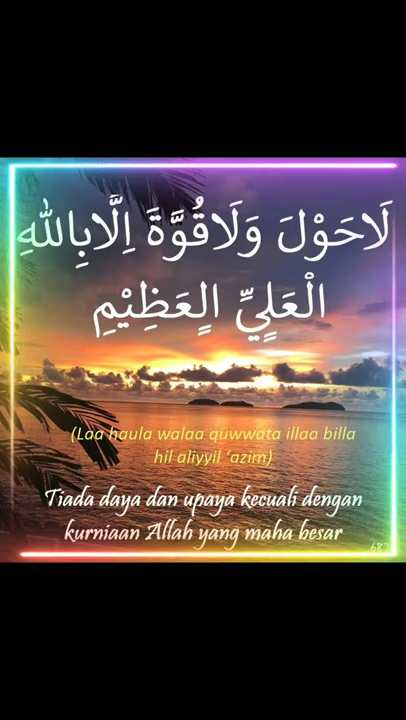 لَاحَوْلَ وَلَاقُوَّةَ اِلَّابِاللهِ
الْعَلِيِّ الٍعَظِيْمِ
(Laa haula walaa quwwata illaa billa
hil aliyyil ‘azim)
Tiada daya dan upaya kecuali dengan
kurniaan Allah yang maha besar